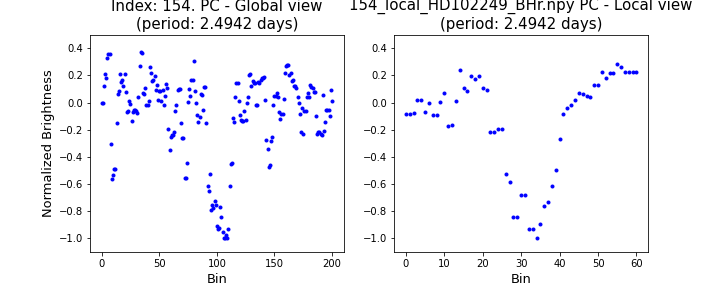 Index: 154. PC - Global view
(period: 2.4942 days)
154_local_HD102249_BHr.npy PC - Local view
(period: 2.4942 days)
Normalized Brightness
0.4
0.2
0.0
−0.2
−0.4
−0.6
−0.8
−1.0
0 50 100 150 200
Bin
0.4
0.2
0.0
−0.2
−0.4
−0.6
−0.8
−1.0
0 10 20 30 40 50 60
Bin